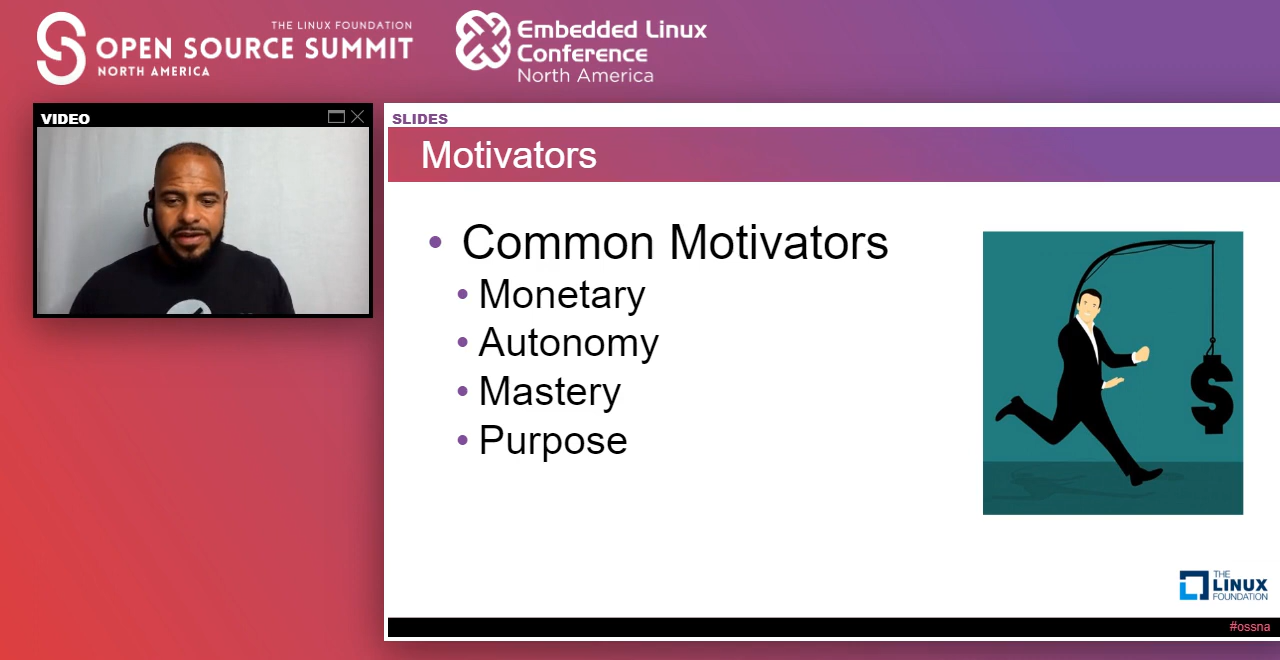 THE LINUX FOUNDATION
OPEN SOURCE SUMMIT
NORTH AMERICA
Embedded Linux
Conference
North America
VIDEO
SLIDES
Motivators
• Common Motivators
• Monetary
• Autonomy
• Mastery
• Purpose
$
THE
LINUX
FOUNDATION
#ossna